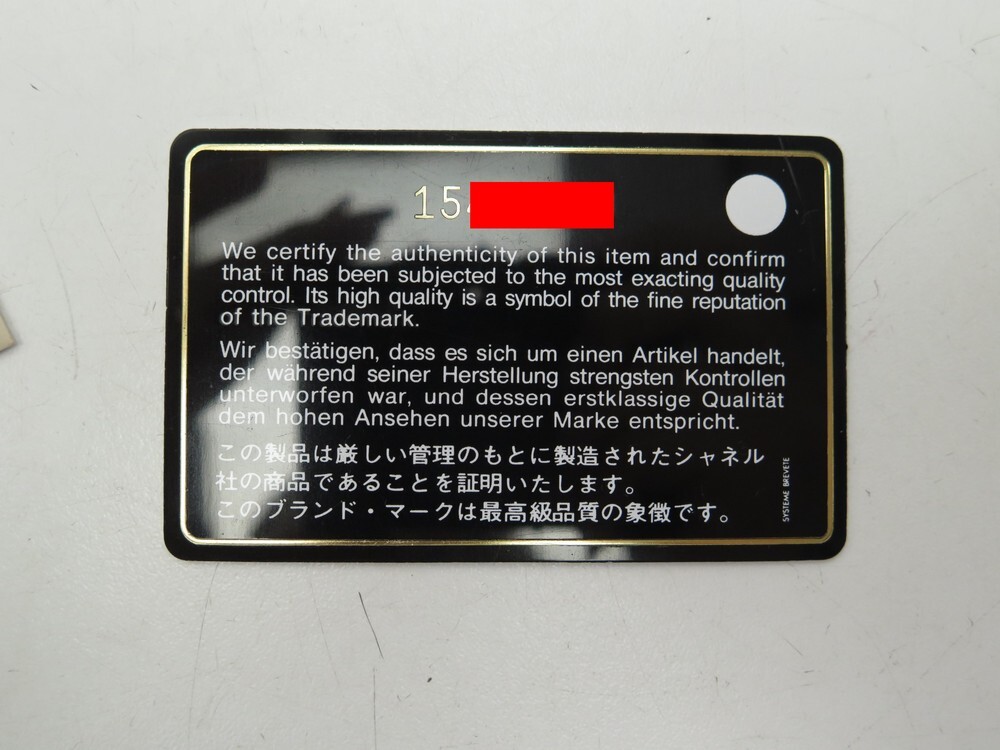 15
We certify the authenticity of this item and confirm
that it has been subjected to the most exacting quality
control. Its high quality is a symbol of the fine reputation
of the Trademark.
Wir bestätigen, dass es sich um einen Artikel handelt,
der während seiner Herstellung strengsten Kontrollen
unterworfen war, und dessen erstklassige Qualität
dem hohen Ansehen unserer Marke entspricht.
この製品は厳しい管理のもとに製造されたシャネル
社の商品であることを証明いたします。
このブランド・マークは最高級品質の象徴です。
SYSTEME BREVETE